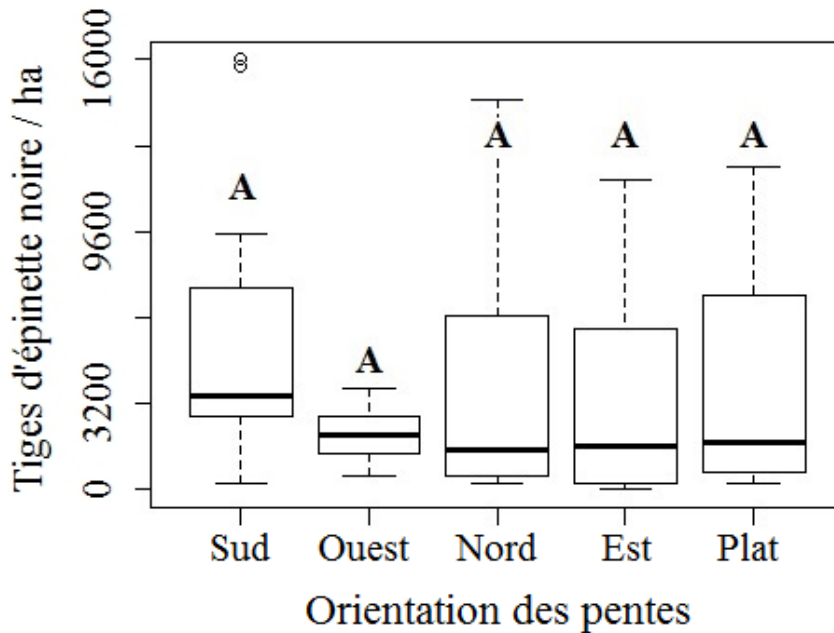 Tiges d'épinette noire / ha
16000
9600
3200
0
A
A
A
A
A
Sud
Ouest
Nord
Est
Plat
Orientation des pentes